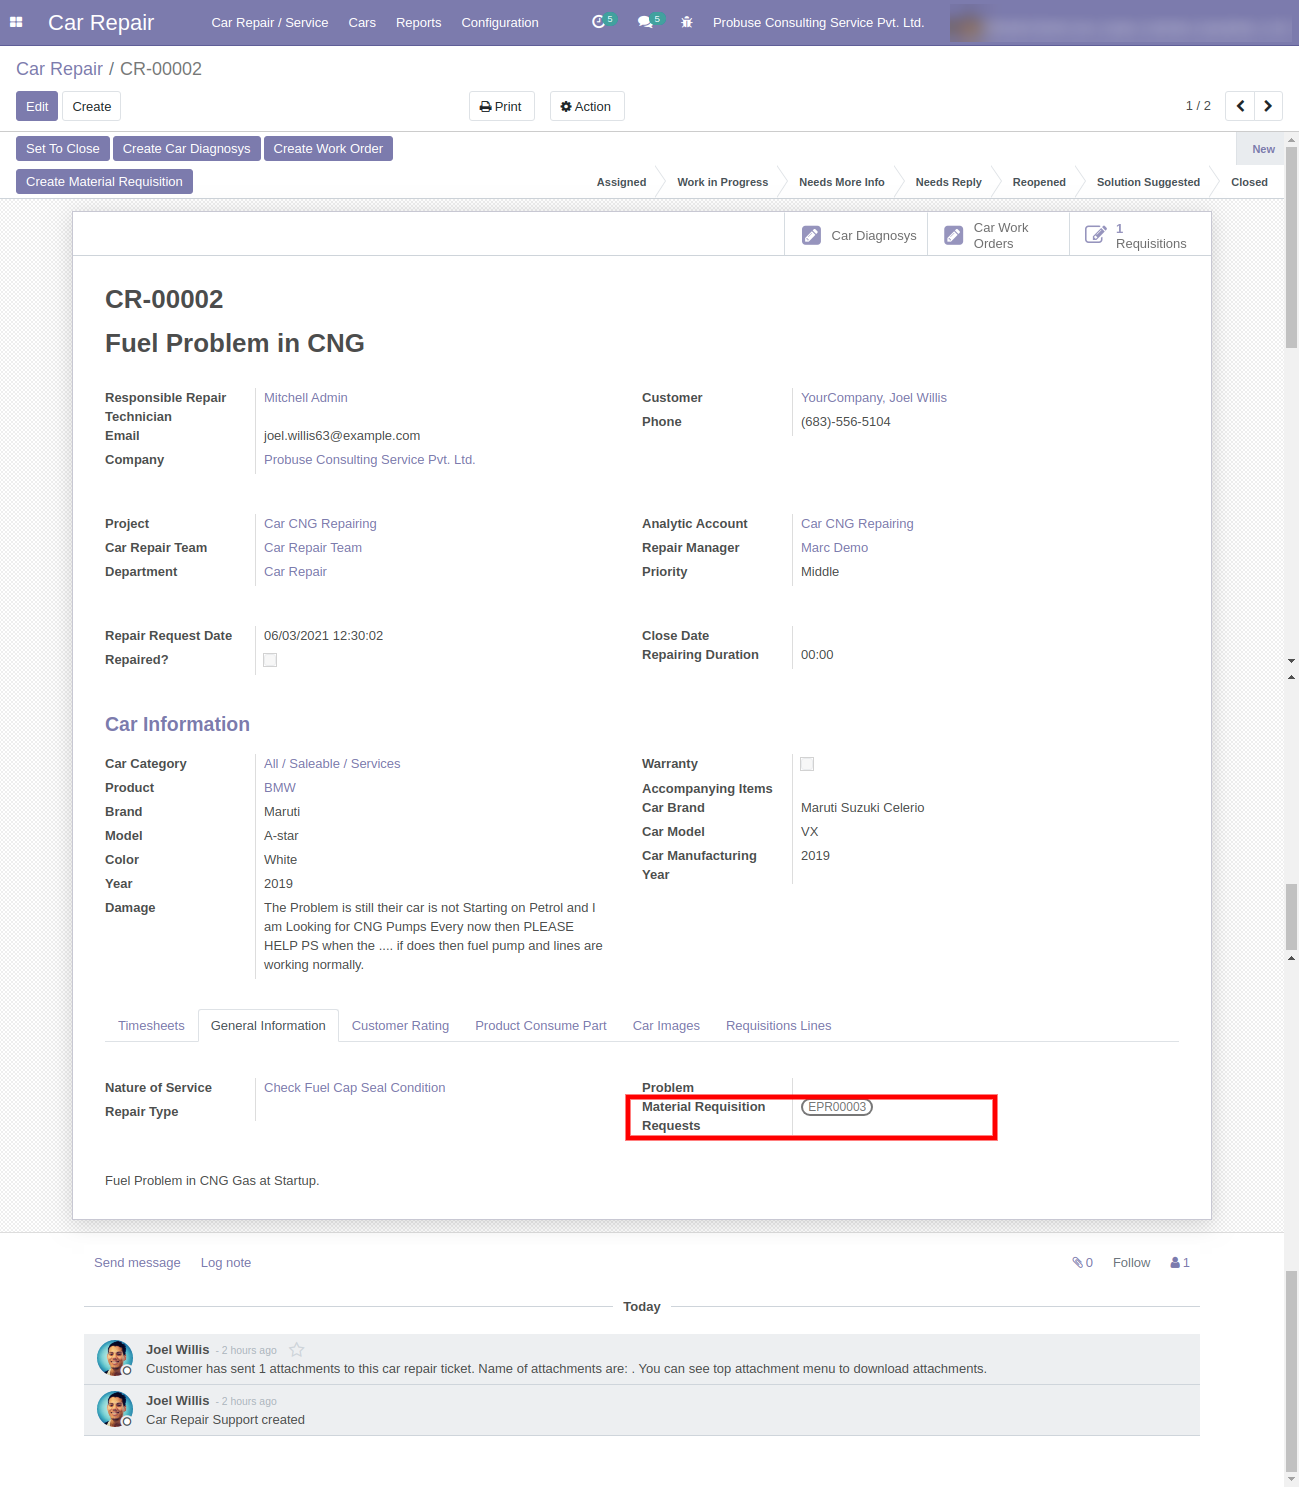 Car Repair Car Repair / Service Cars Reports Configuration 5 5 Probuse Consulting Service Pvt. Ltd.
Car Repair / CR-00002
Edit Create Print Action 1 / 2
Set To Close Create Car Diagnosys Create Work Order New
Create Material Requisition Assigned Work in Progress Needs More Info Needs Reply Reopened Solution Suggested Closed
Car Diagnosys
Car Work
Orders
1
Requisitions
CR-00002
Fuel Problem in CNG
Responsible Repair
Technician
Mitchell Admin
Email joel.willis63@example.com
Company Probuse Consulting Service Pvt. Ltd.
Customer YourCompany, Joel Willis
Phone (683)-556-5104
Project Car CNG Repairing
Car Repair Team Car Repair Team
Department Car Repair
Analytic Account Car CNG Repairing
Repair Manager Marc Demo
Priority Middle
Repair Request Date 06/03/2021 12:30:02
Repaired?
Close Date
Repairing Duration 00:00
Car Information
Car Category All / Saleable / Services
Product BMW
Brand Maruti
Model A-star
Color White
Year 2019
Damage The Problem is still their car is not Starting on Petrol and I
am Looking for CNG Pumps Every now then PLEASE
HELP PS when the .... if does then fuel pump and lines are
working normally.
Warranty
Accompanying Items
Car Brand Maruti Suzuki Celerio
Car Model VX
Car Manufacturing
Year
2019
Timesheets General Information Customer Rating Product Consume Part Car Images Requisitions Lines
Nature of Service Check Fuel Cap Seal Condition
Repair Type
Problem
Material Requisition
Requests
EPR00003
Fuel Problem in CNG Gas at Startup.
Send message Log note 0 Follow 1
Today
Joel Willis - 2 hours ago
Customer has sent 1 attachments to this car repair ticket. Name of attachments are: . You can see top attachment menu to download attachments.
Joel Willis - 2 hours ago
Car Repair Support created